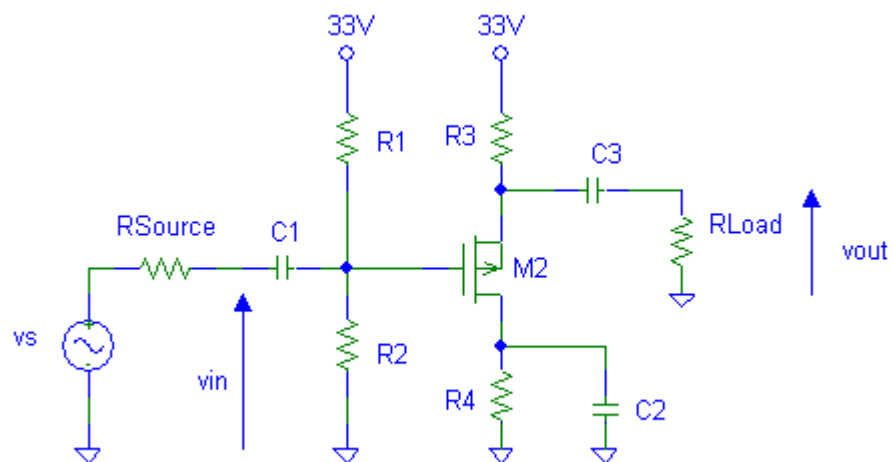 33V
33V
R1
R3
C3
RSource
C1
RLoad
M2
vout
vs
R2
vin
R4
C2